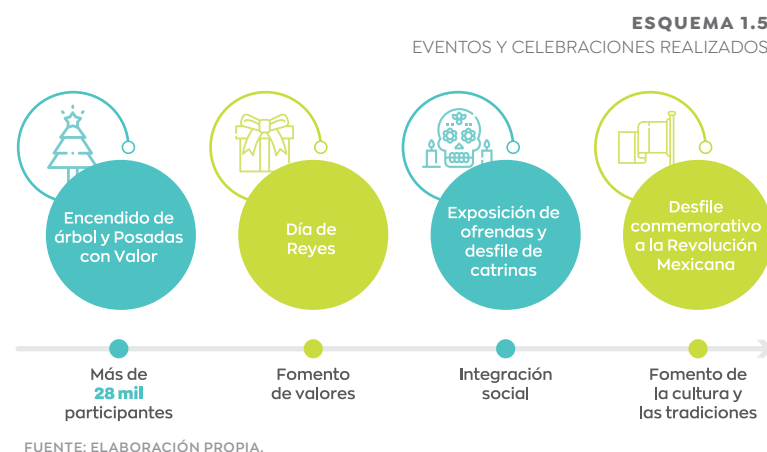 ESQUEMA 1.5
EVENTOS Y CELEBRACIONES REALIZADOS
Encendido de
árbol y Posadas
con Valor
Día de
Reyes
Exposición de
ofrendas y
desfile de
catrinas
Desfile
conmemorativo
a la Revolución
Mexicana
Más de
28 mil
participantes
Fomento
de valores
Integración
social
Fomento de
la cultura y
las tradiciones
FUENTE: ELABORACIÓN PROPIA.